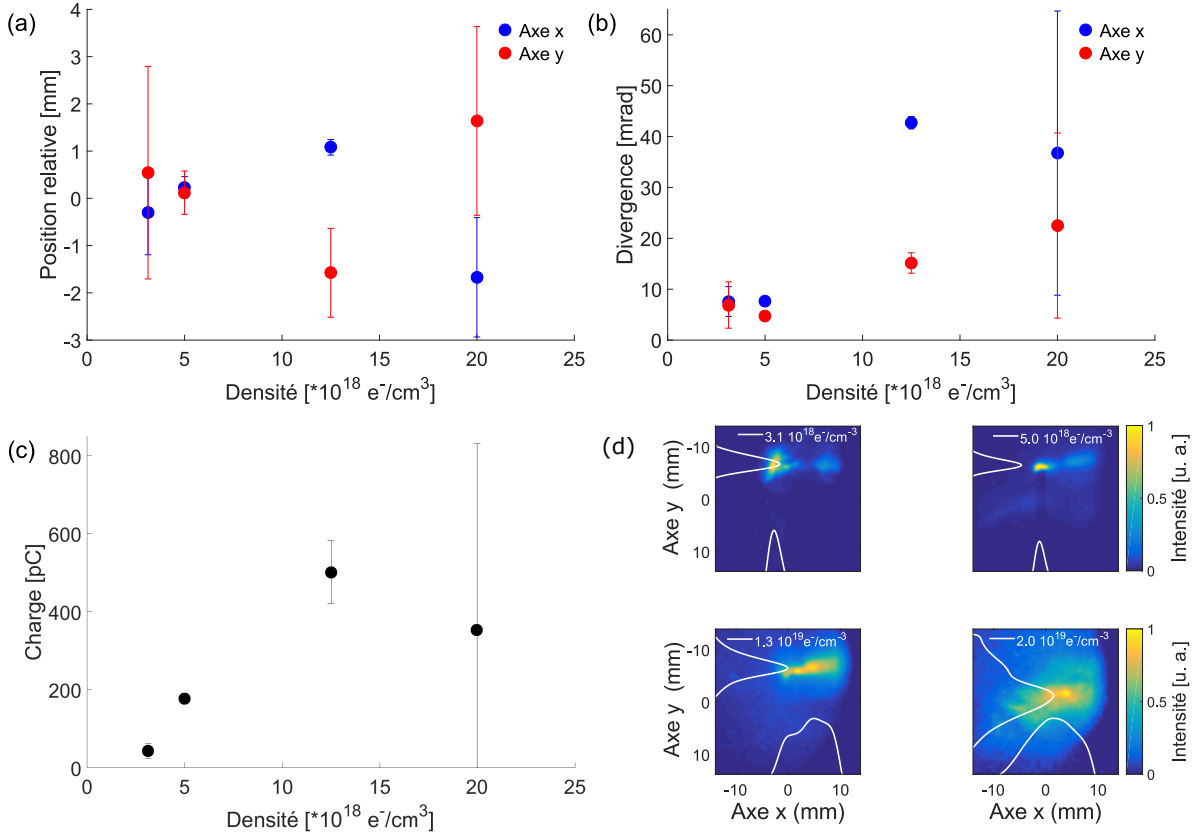 (a)
Axe x
Axe y
Position relative [mm]
4
3
2
1
0
-1
-2
-3
0 5 10 15 20 25
Densité [*10^18 e^-/cm^3]
(b)
Axe x
Axe y
Divergence [mrad]
60
50
40
30
20
10
0
0 5 10 15 20 25
Densité [*10^18 e^-/cm^3]
(c)
Charge [pC]
800
600
400
200
0
0 5 10 15 20 25
Densité [*10^18 e^-/cm^3]
(d)
3.1 10^18e^-/cm^-3
5.0 10^18e^-/cm^-3
Axe y (mm)
-10
0
10
Intensité [u. a.]
1
0.5
0
1.3 10^19e^-/cm^-3
2.0 10^19e^-/cm^-3
Axe y (mm)
-10
0
10
Intensité [u. a.]
1
0.5
0
-10 0 10
-10 0 10
Axe x (mm)
Axe x (mm)